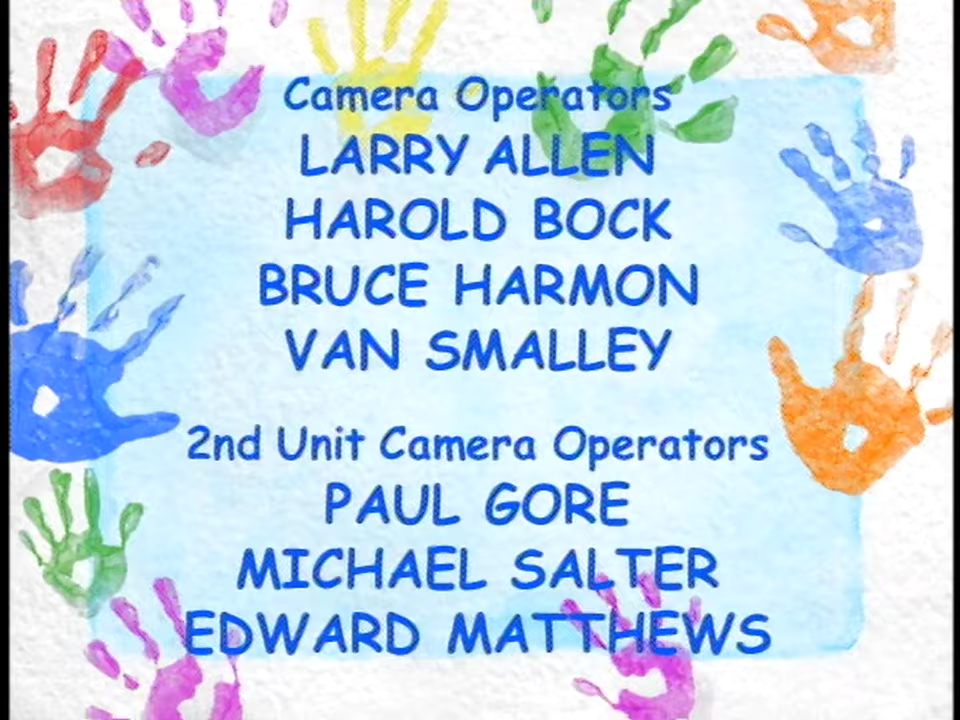 Camera Operators
LARRY ALLEN
HAROLD BOCK
BRUCE HARMON
VAN SMALLEY
2nd Unit Camera Operators
PAUL GORE
MICHAEL SALTER
EDWARD MATTHEWS